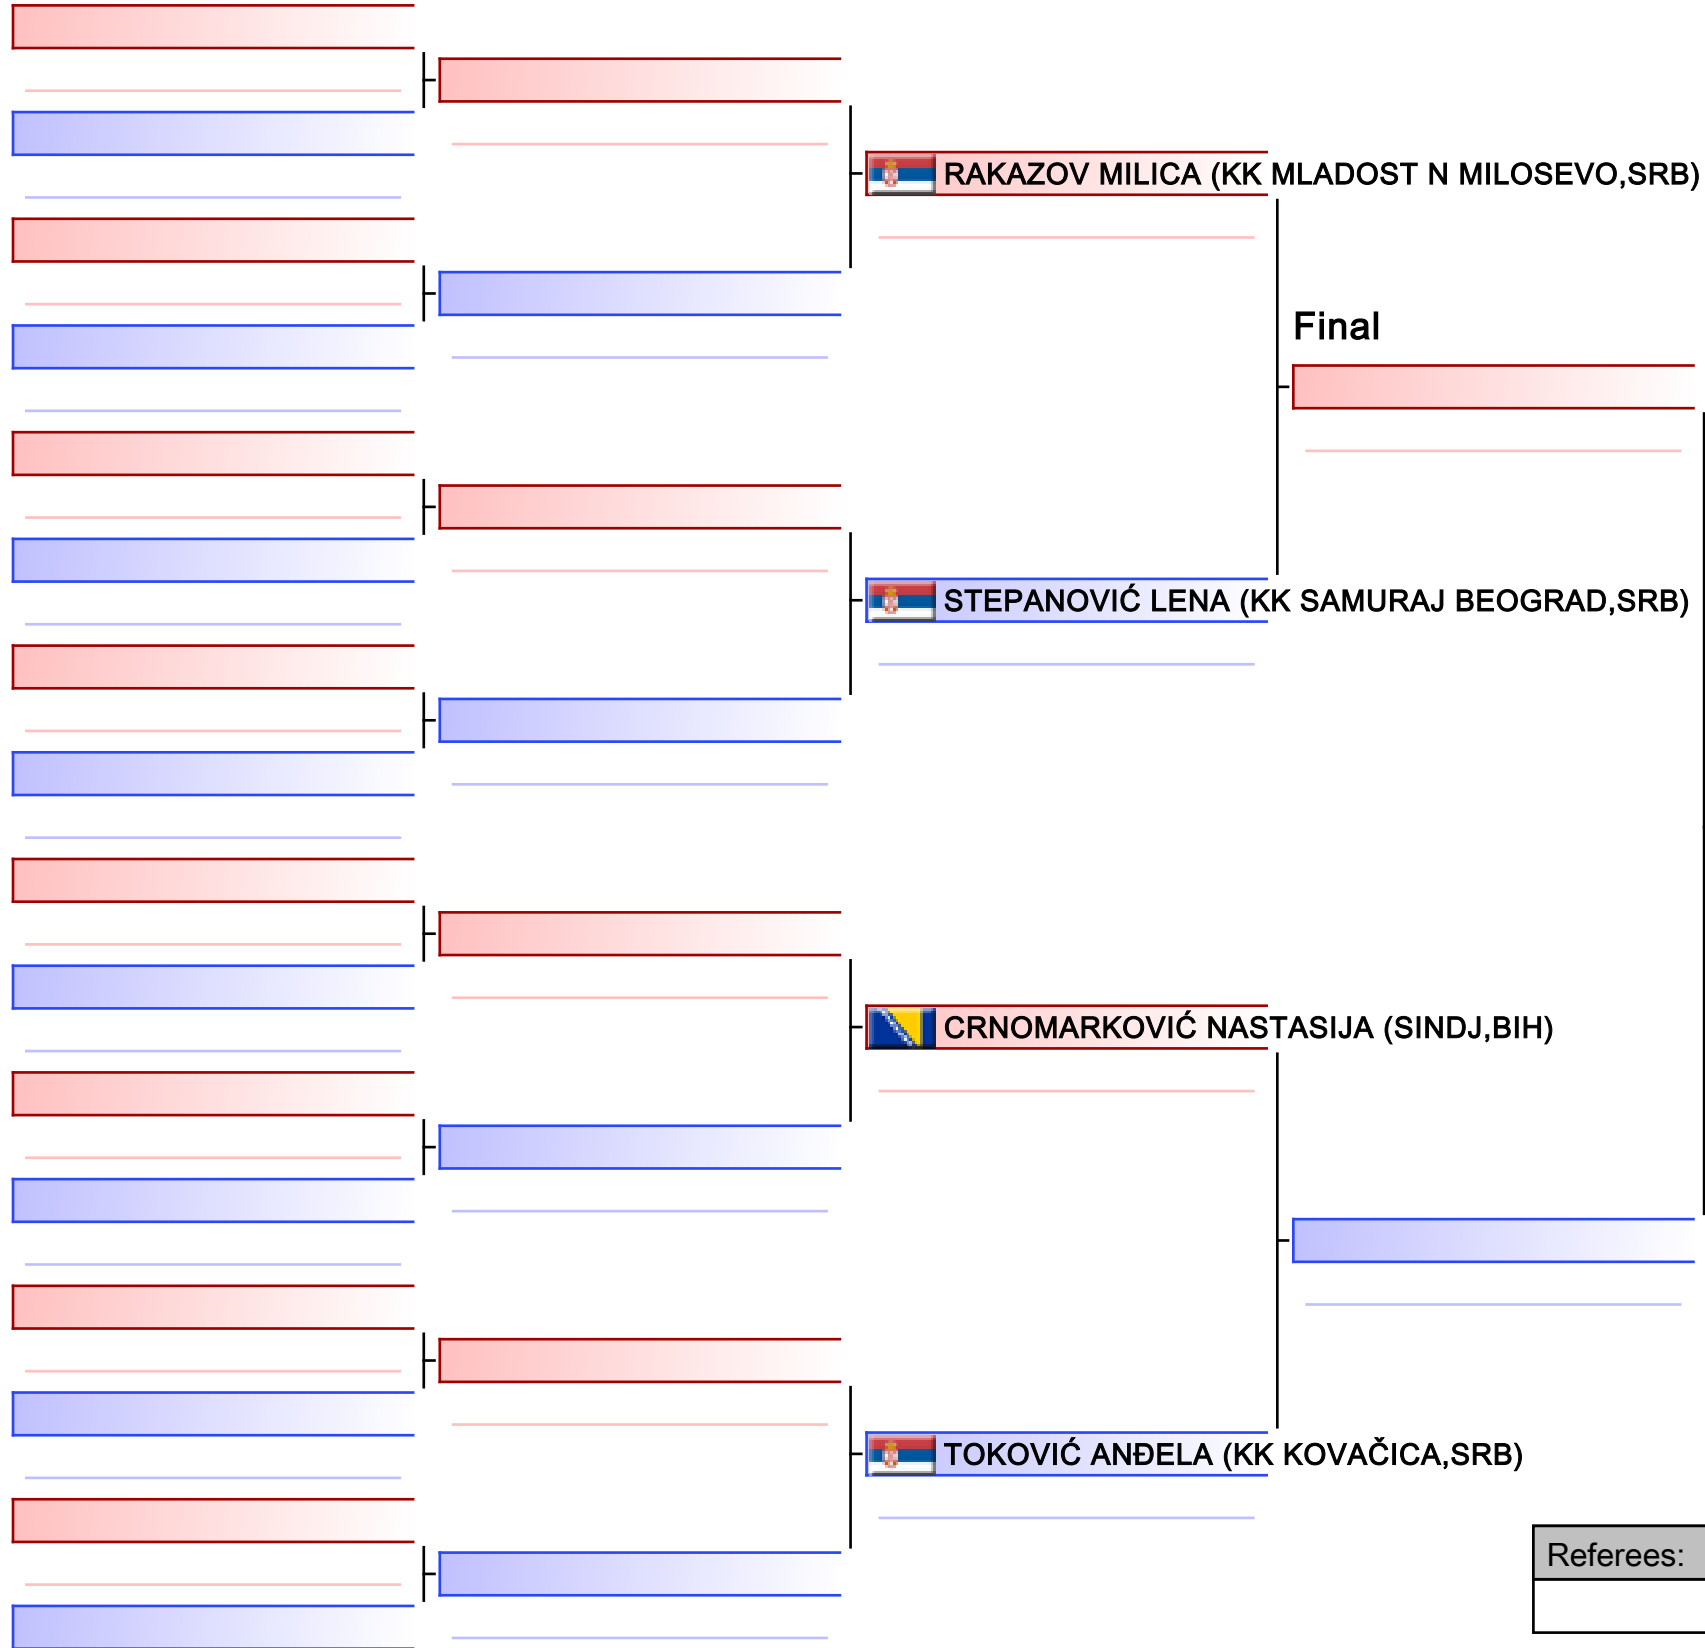 RAKAZOV MILICA (KK MLADOST N MILOSEVO,SRB)
Final
STEPANOVIĆ LENA (KK SAMURAJ BEOGRAD,SRB)
CRNOMARKOVIĆ NASTASIJA (SINDJ,BIH)
TOKOVIĆ ANĐELA (KK KOVAČICA,SRB)
Referees: